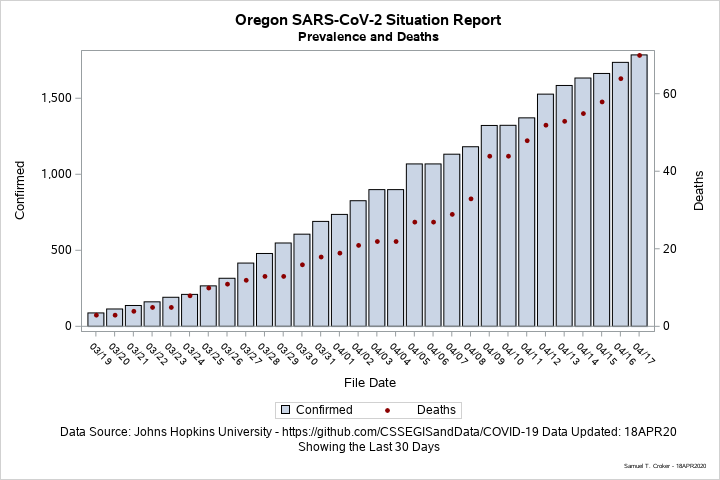 Oregon SARS-CoV-2 Situation Report
Prevalence and Deaths
1,500
1,000
500
0
Confirmed
60
40
20
0
Deaths
03/19 03/20 03/21 03/22 03/23 03/24 03/25 03/26 03/27 03/28 03/29 03/30 03/31 04/01 04/02 04/03 04/04 04/05 04/06 04/07 04/08 04/09 04/10 04/11 04/12 04/13 04/14 04/15 04/16 04/17
File Date
Confirmed Deaths
Data Source: Johns Hopkins University - https://github.com/CSSEGISandData/COVID-19 Data Updated: 18APR20
Showing the Last 30 Days
Samuel T. Croker - 18APR2020